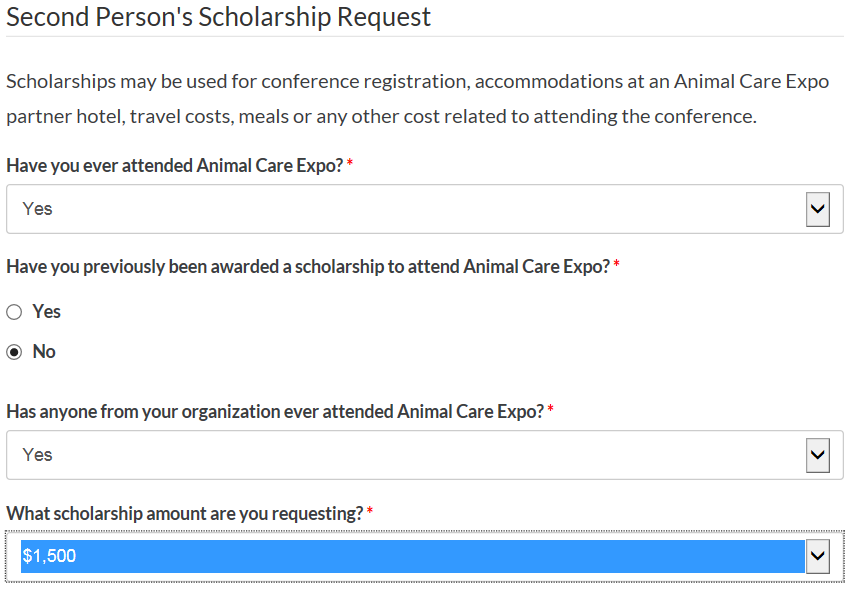 Second Person's Scholarship Request
Scholarships may be used for conference registration, accommodations at an Animal Care Expo
partner hotel, travel costs, meals or any other cost related to attending the conference.
Have you ever attended Animal Care Expo? *
Yes
Have you previously been awarded a scholarship to attend Animal Care Expo? *
Yes
No
Has anyone from your organization ever attended Animal Care Expo? *
Yes
What scholarship amount are you requesting? *
$1,500